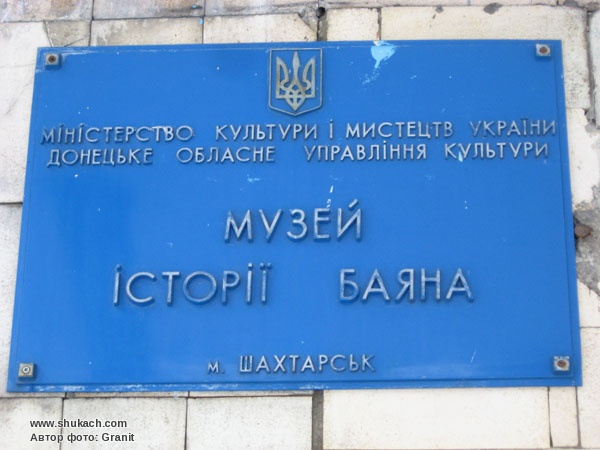 МІНІСТЕРСТВО КУЛЬТУРИ І МИСТЕЦТВ УКРАЇНИ
ДОНЕЦЬКЕ ОБЛАСНЕ УПРАВЛІННЯ КУЛЬТУРИ
МУЗЕЙ
ІСТОРІЇ БАЯНА
м. ШАХТАРСЬК
www.shukach.com
Автор фото: Granit